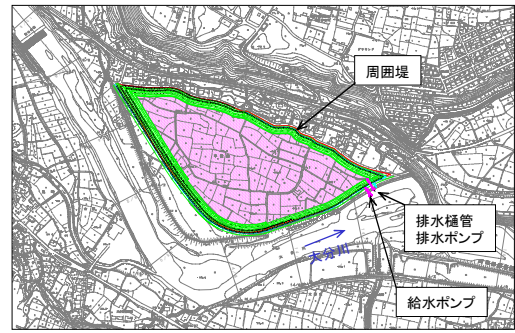 周囲堤
大分川
排水樋管
排水ポンプ
給水ポンプ